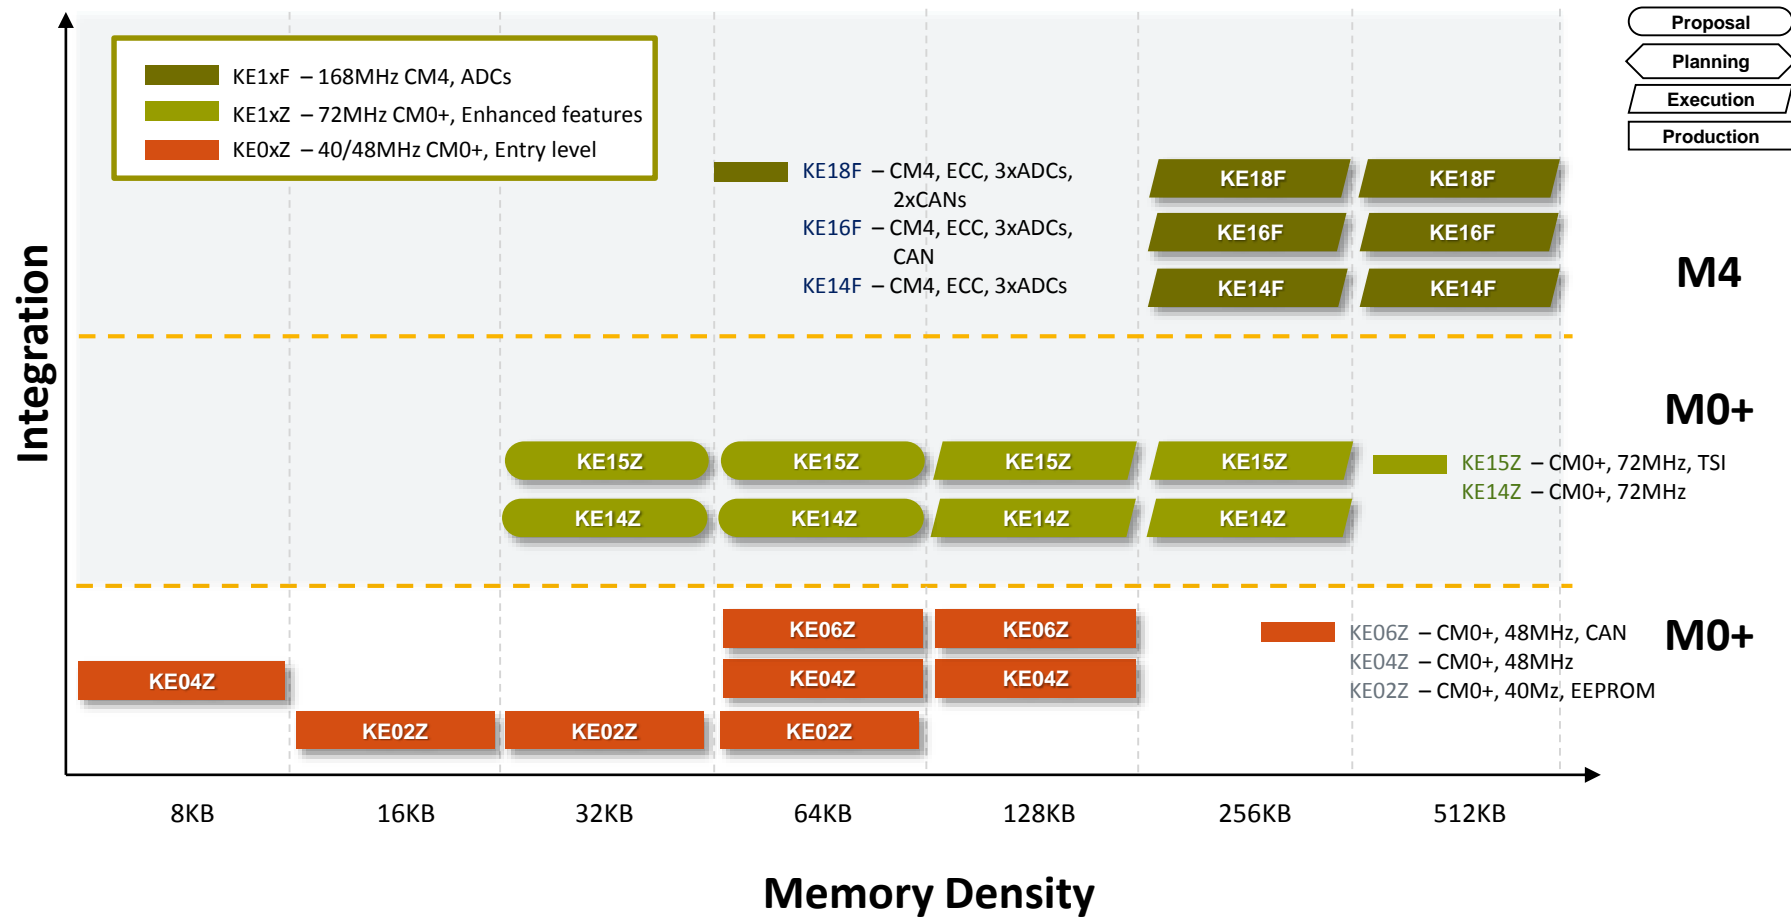 Proposal
Planning
Execution
Production
KE1xF – 168MHz CM4, ADCs
KE1xZ – 72MHz CM0+, Enhanced features
KE0xZ – 40/48MHz CM0+, Entry level
KE18F – CM4, ECC, 3xADCs,
2xCANs
KE16F – CM4, ECC, 3xADCs,
CAN
KE14F – CM4, ECC, 3xADCs
KE18F KE18F
KE16F KE16F
KE14F KE14F
M4
Integration
M0+
KE15Z KE15Z KE15Z KE15Z
KE14Z KE14Z KE14Z KE14Z
KE15Z – CM0+, 72MHz, TSI
KE14Z – CM0+, 72MHz
KE06Z KE06Z
KE04Z KE04Z KE04Z
KE02Z KE02Z KE02Z
KE06Z – CM0+, 48MHz, CAN
KE04Z – CM0+, 48MHz
KE02Z – CM0+, 40Mz, EEPROM
M0+
8KB 16KB 32KB 64KB 128KB 256KB 512KB
Memory Density